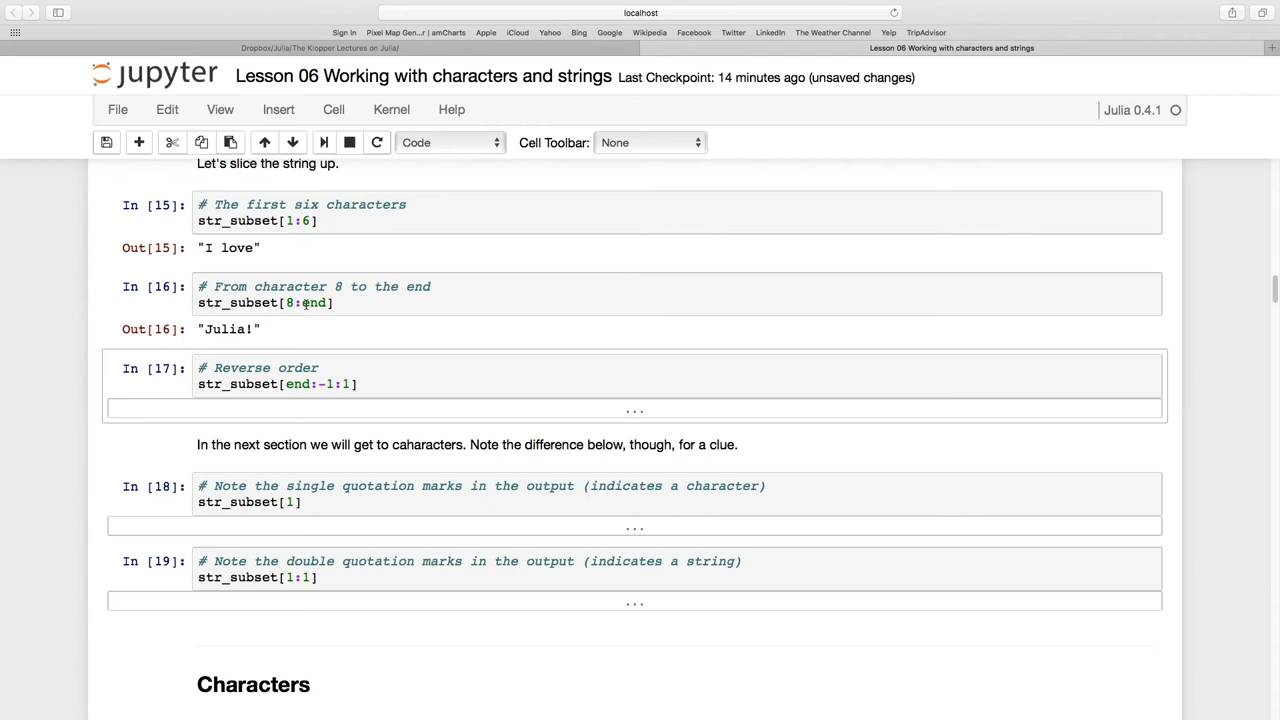 localhost
Sign In Pixel Map Gen...r | amCharts Apple iCloud Yahoo Bing Google Wikipedia Facebook Twitter LinkedIn The Weather Channel Yelp TripAdvisor
Dropbox/Julia/The Klopper Lectures on Julia/ Lesson 06 Working with characters and strings
jupyter Lesson 06 Working with characters and strings Last Checkpoint: 14 minutes ago (unsaved changes)
File Edit View Insert Cell Kernel Help Julia 0.4.1
Code Cell Toolbar: None
Let's slice the string up.
In [15]: # The first six characters
str_subset[1:6]
Out[15]: "I love"
In [16]: # From character 8 to the end
str_subset[8:end]
Out[16]: "Julia!"
In [17]: # Reverse order
str_subset[end:-1:1]
...
In the next section we will get to caharacters. Note the difference below, though, for a clue.
In [18]: # Note the single quotation marks in the output (indicates a character)
str_subset[1]
...
In [19]: # Note the double quotation marks in the output (indicates a string)
str_subset[1:1]
...
Characters